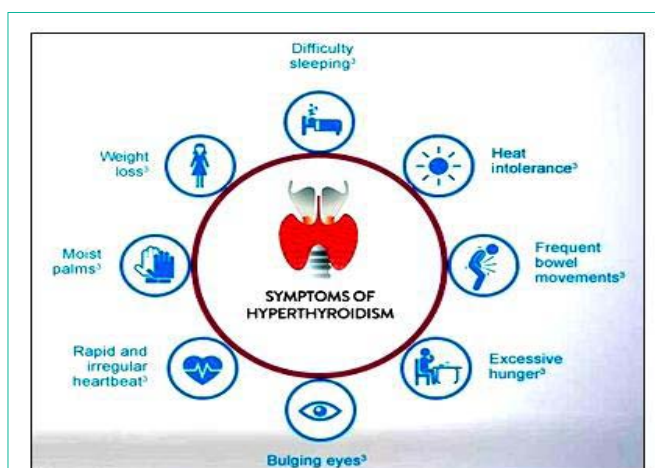 Difficulty
sleeping³
Weight
loss³
Heat
intolerance³
Moist
palms³
Frequent
bowel
movements³
SYMPTOMS OF
HYPERTHYROIDISM
Rapid and
irregular
heartbeat³
Excessive
hunger³
Bulging eyes³